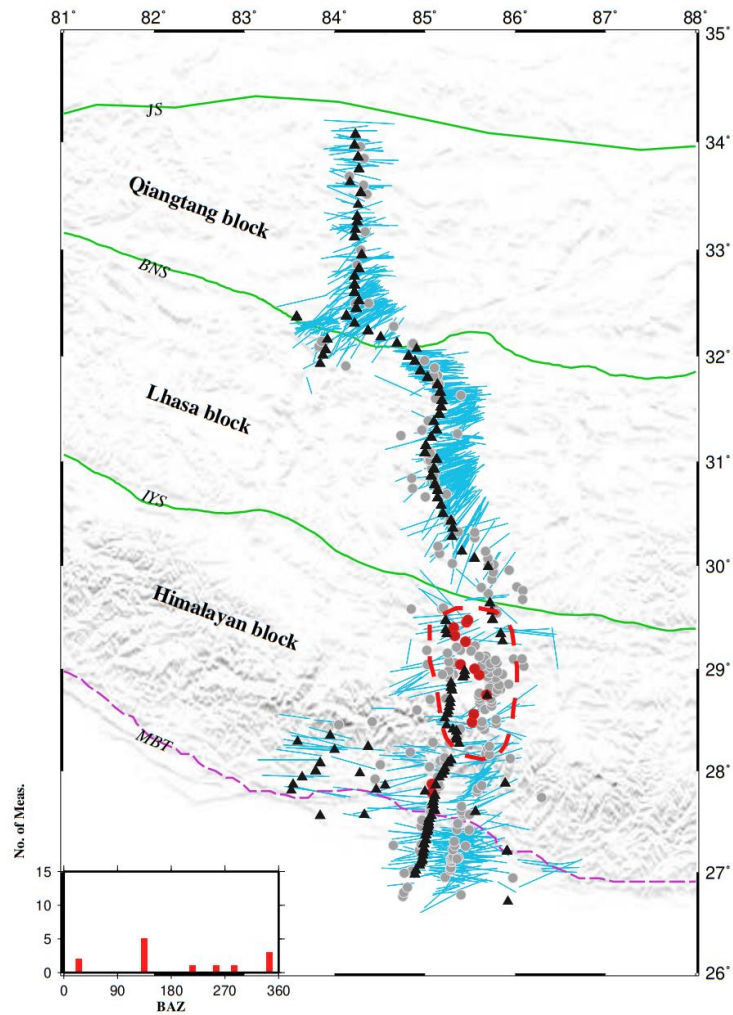 81° 82° 83° 84° 85° 86° 87° 88°
35°
JS
34°
Qiangtang block
33°
BNS
32°
Lhasa block
31°
IYS
30°
Himalayan block
29°
MBT
28°
No. of Meas.
27°
15
10
5
0
26°
0 90 180 270 360
BAZ